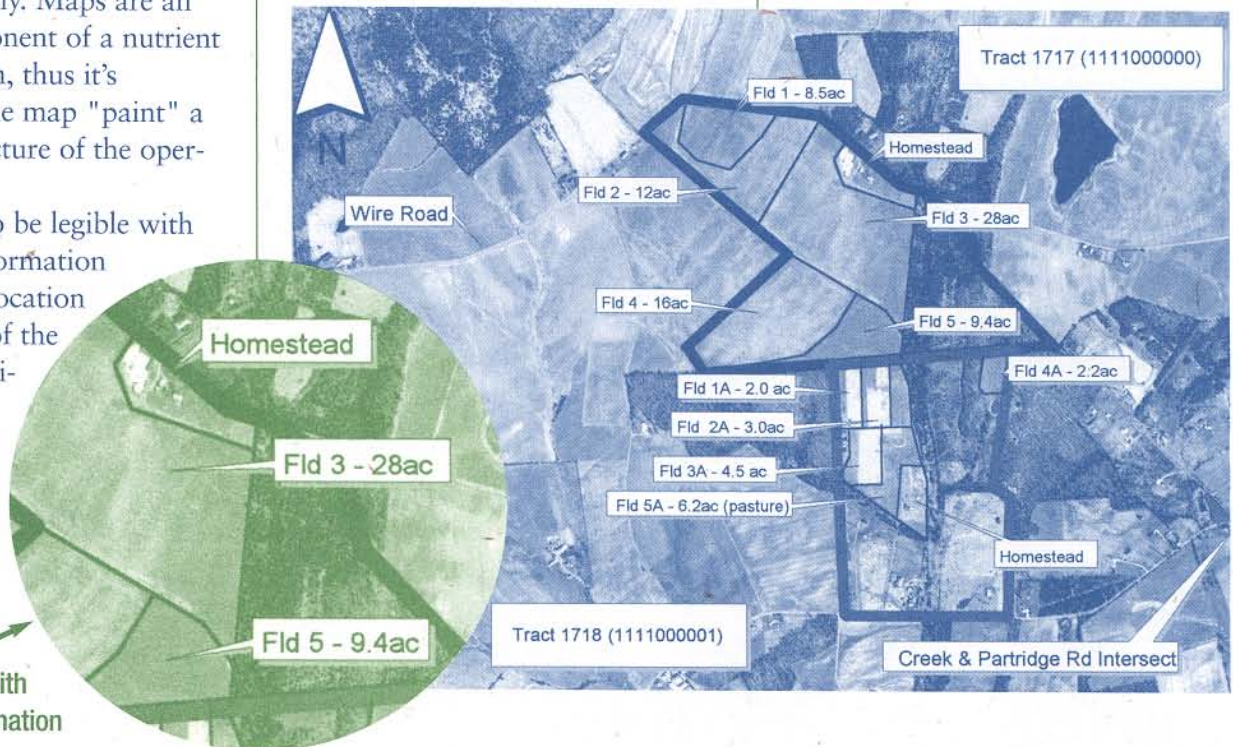 ly. Maps are an
onent of a nutrient
n, thus it's
e map "paint" a
cture of the oper-
o be legible with
ormation
ocation
of the
i-
ith
nation
N
Tract 1717 (1111000000)
Fld 1 - 8.5ac
Homestead
Fld 2 - 12ac
Wire Road
Fld 3 - 28ac
Fld 4 - 16ac
Fld 5 - 9.4ac
Fld 4A - 2.2ac
Fld 1A - 2.0 ac
Fld 2A - 3.0ac
Fld 3A - 4.5 ac
Fld 5A - 6.2ac (pasture)
Homestead
Tract 1718 (1111000001)
Creek & Partridge Rd Intersect
Homestead
Fld 3 - 28ac
Fld 5 - 9.4ac